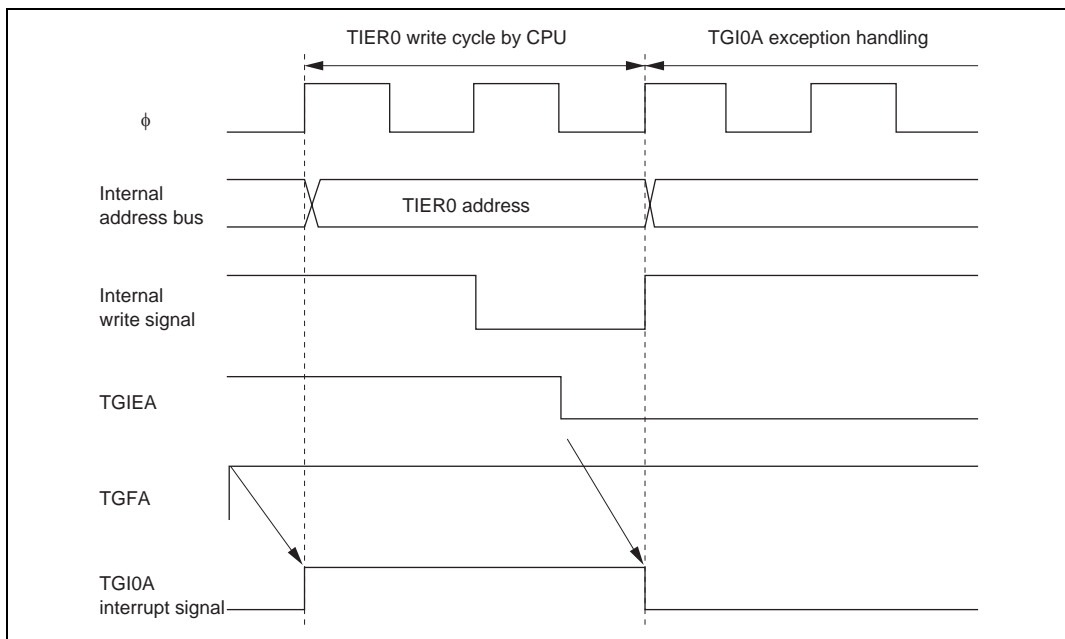 TIER0 write cycle by CPU
TGI0A exception handling
ϕ
Internal
address bus
TIER0 address
Internal
write signal
TGIEA
TGFA
TGI0A
interrupt signal